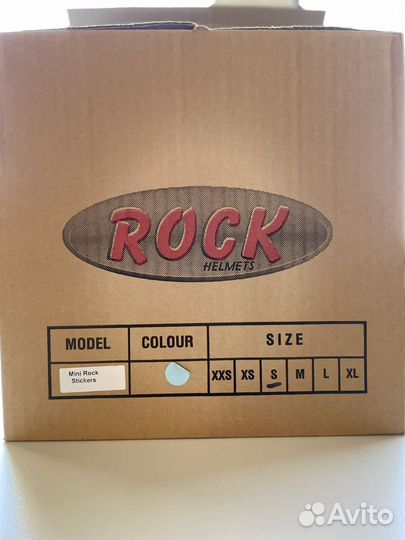 ROCK
HELMETS
MODEL COLOUR SIZE
Mini Rock
Stickers
XXS XS S M L XL
Avito